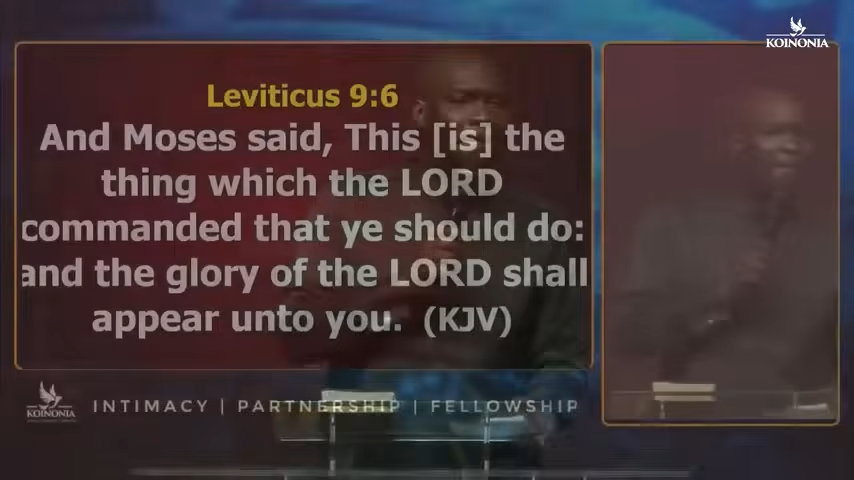 KOINONIA
Leviticus 9:6
And Moses said, This [is] the
thing which the LORD
commanded that ye should do:
and the glory of the LORD shall
appear unto you. (KJV)
KOINONIA
INTIMACY | PARTNERSHIP | FELLOWSHIP